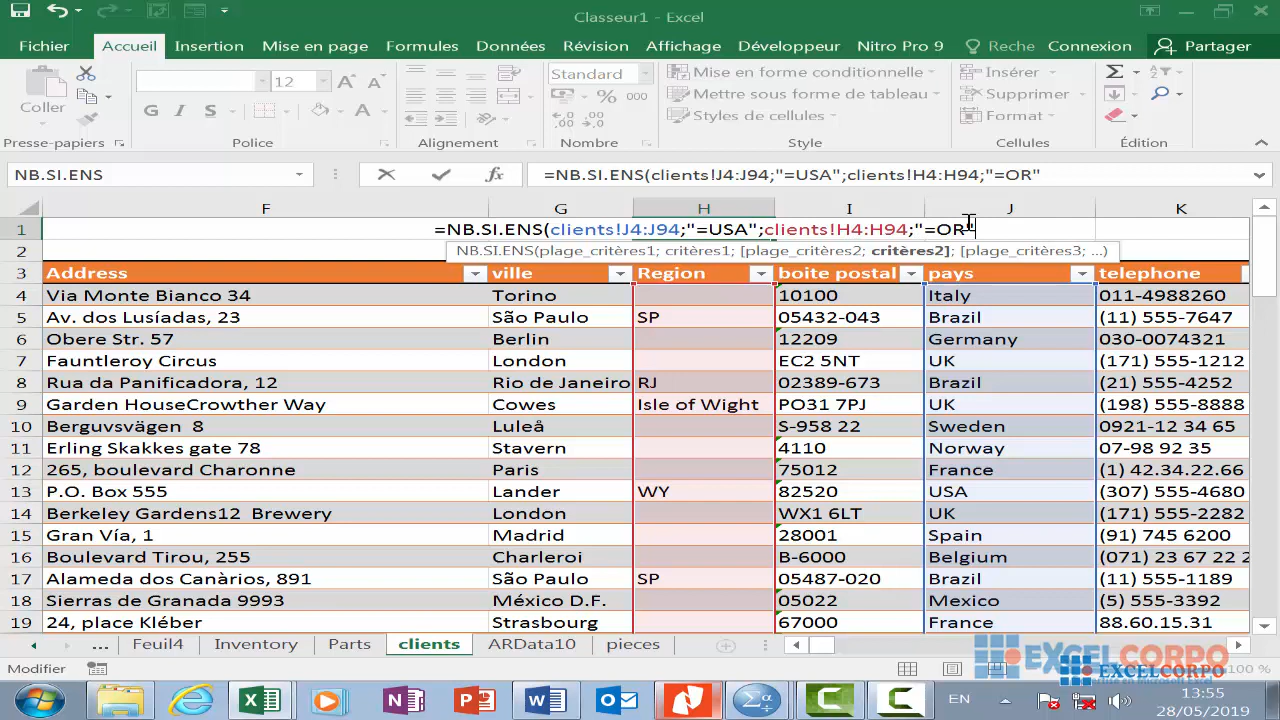 Classeur1 - Excel
Fichier Accueil Insertion Mise en page Formules Données Révision Affichage Développeur Nitro Pro 9 Reche Connexion Partager
Coller
12
G I S
Standard
% 000
Mise en forme conditionnelle
Mettre sous forme de tableau
Styles de cellules
Insérer
Supprimer
Format
Presse-papiers Police Alignement Nombre Style Cellules Édition
NB.SI.ENS fx =NB.SI.ENS(clients!J4:J94;"=USA";clients!H4:H94;"=OR"
F G H I J K
1 =NB.SI.ENS(clients!J4:J94;"=USA";clients!H4:H94;"=OR"
2 NB.SI.ENS(plage_critères1; critères1; [plage_critères2; critères2]; [plage_critères3; ...)
3 Address ville Region boite postal pays telephone
4 Via Monte Bianco 34 Torino 10100 Italy 011-4988260
5 Av. dos Lusíadas, 23 São Paulo SP 05432-043 Brazil (11) 555-7647
6 Obere Str. 57 Berlin 12209 Germany 030-0074321
7 Fauntleroy Circus London EC2 5NT UK (171) 555-1212
8 Rua da Panificadora, 12 Rio de Janeiro RJ 02389-673 Brazil (21) 555-4252
9 Garden HouseCrowther Way Cowes Isle of Wight PO31 7PJ UK (198) 555-8888
10 Berguvsvägen 8 Luleå S-958 22 Sweden 0921-12 34 65
11 Erling Skakkes gate 78 Stavern 4110 Norway 07-98 92 35
12 265, boulevard Charonne Paris 75012 France (1) 42.34.22.66
13 P.O. Box 555 Lander WY 82520 USA (307) 555-4680
14 Berkeley Gardens12 Brewery London WX1 6LT UK (171) 555-2282
15 Gran Vía, 1 Madrid 28001 Spain (91) 745 6200
16 Boulevard Tirou, 255 Charleroi B-6000 Belgium (071) 23 67 22 2
17 Alameda dos Canàrios, 891 São Paulo SP 05487-020 Brazil (11) 555-1189
18 Sierras de Granada 9993 México D.F. 05022 Mexico (5) 555-3392
19 24, place Kléber Strasbourg 67000 France 88.60.15.31
... Feuil4 Inventory Parts clients ARData10 pieces
EXCELCORPO
Modifier 100 %
EXCELCORPO
EN 13:55
28/05/2019